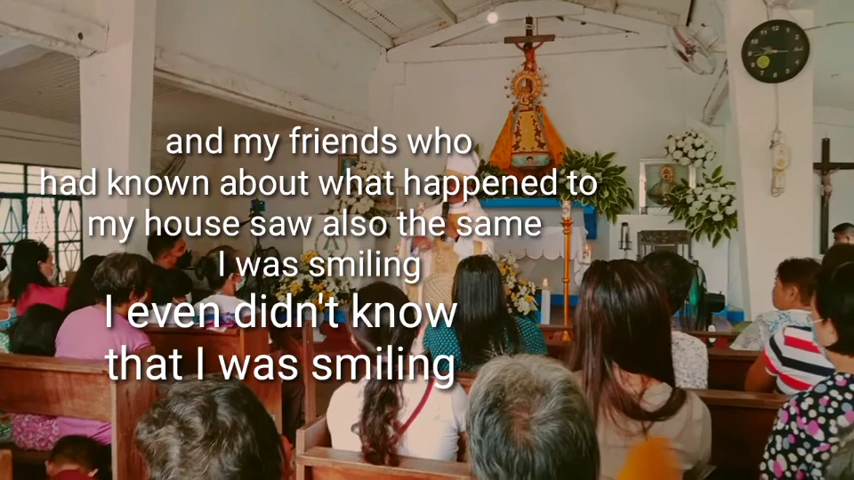 and my friends who
had known about what happened to
my house saw also the same
I was smiling
I even didn't know
that I was smiling